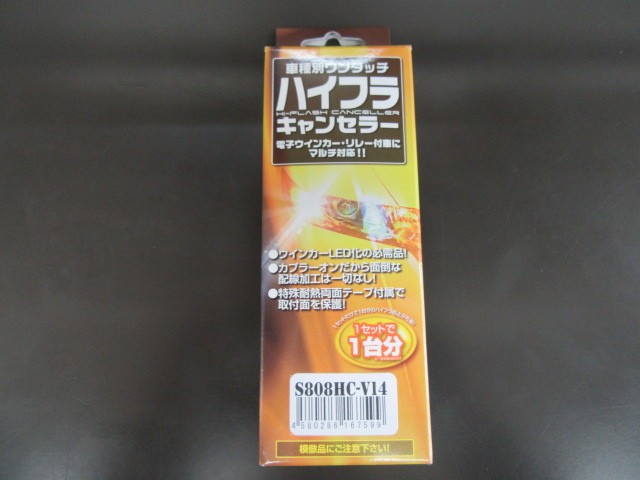 車種別ワンタッチ
ハイフラ
HI-FLASH CANCELLER
キャンセラー
電子ウインカー・リレー付車に
マルチ対応!!
●ウインカーLED化の必需品!
●カプラーオンだから面倒な
配線加工は一切なし!
●特殊耐熱両面テープ付属で
取付面を保護!
1セットで
1台分
S808HC-V14
4580286167599
模倣品にご注意下さい!